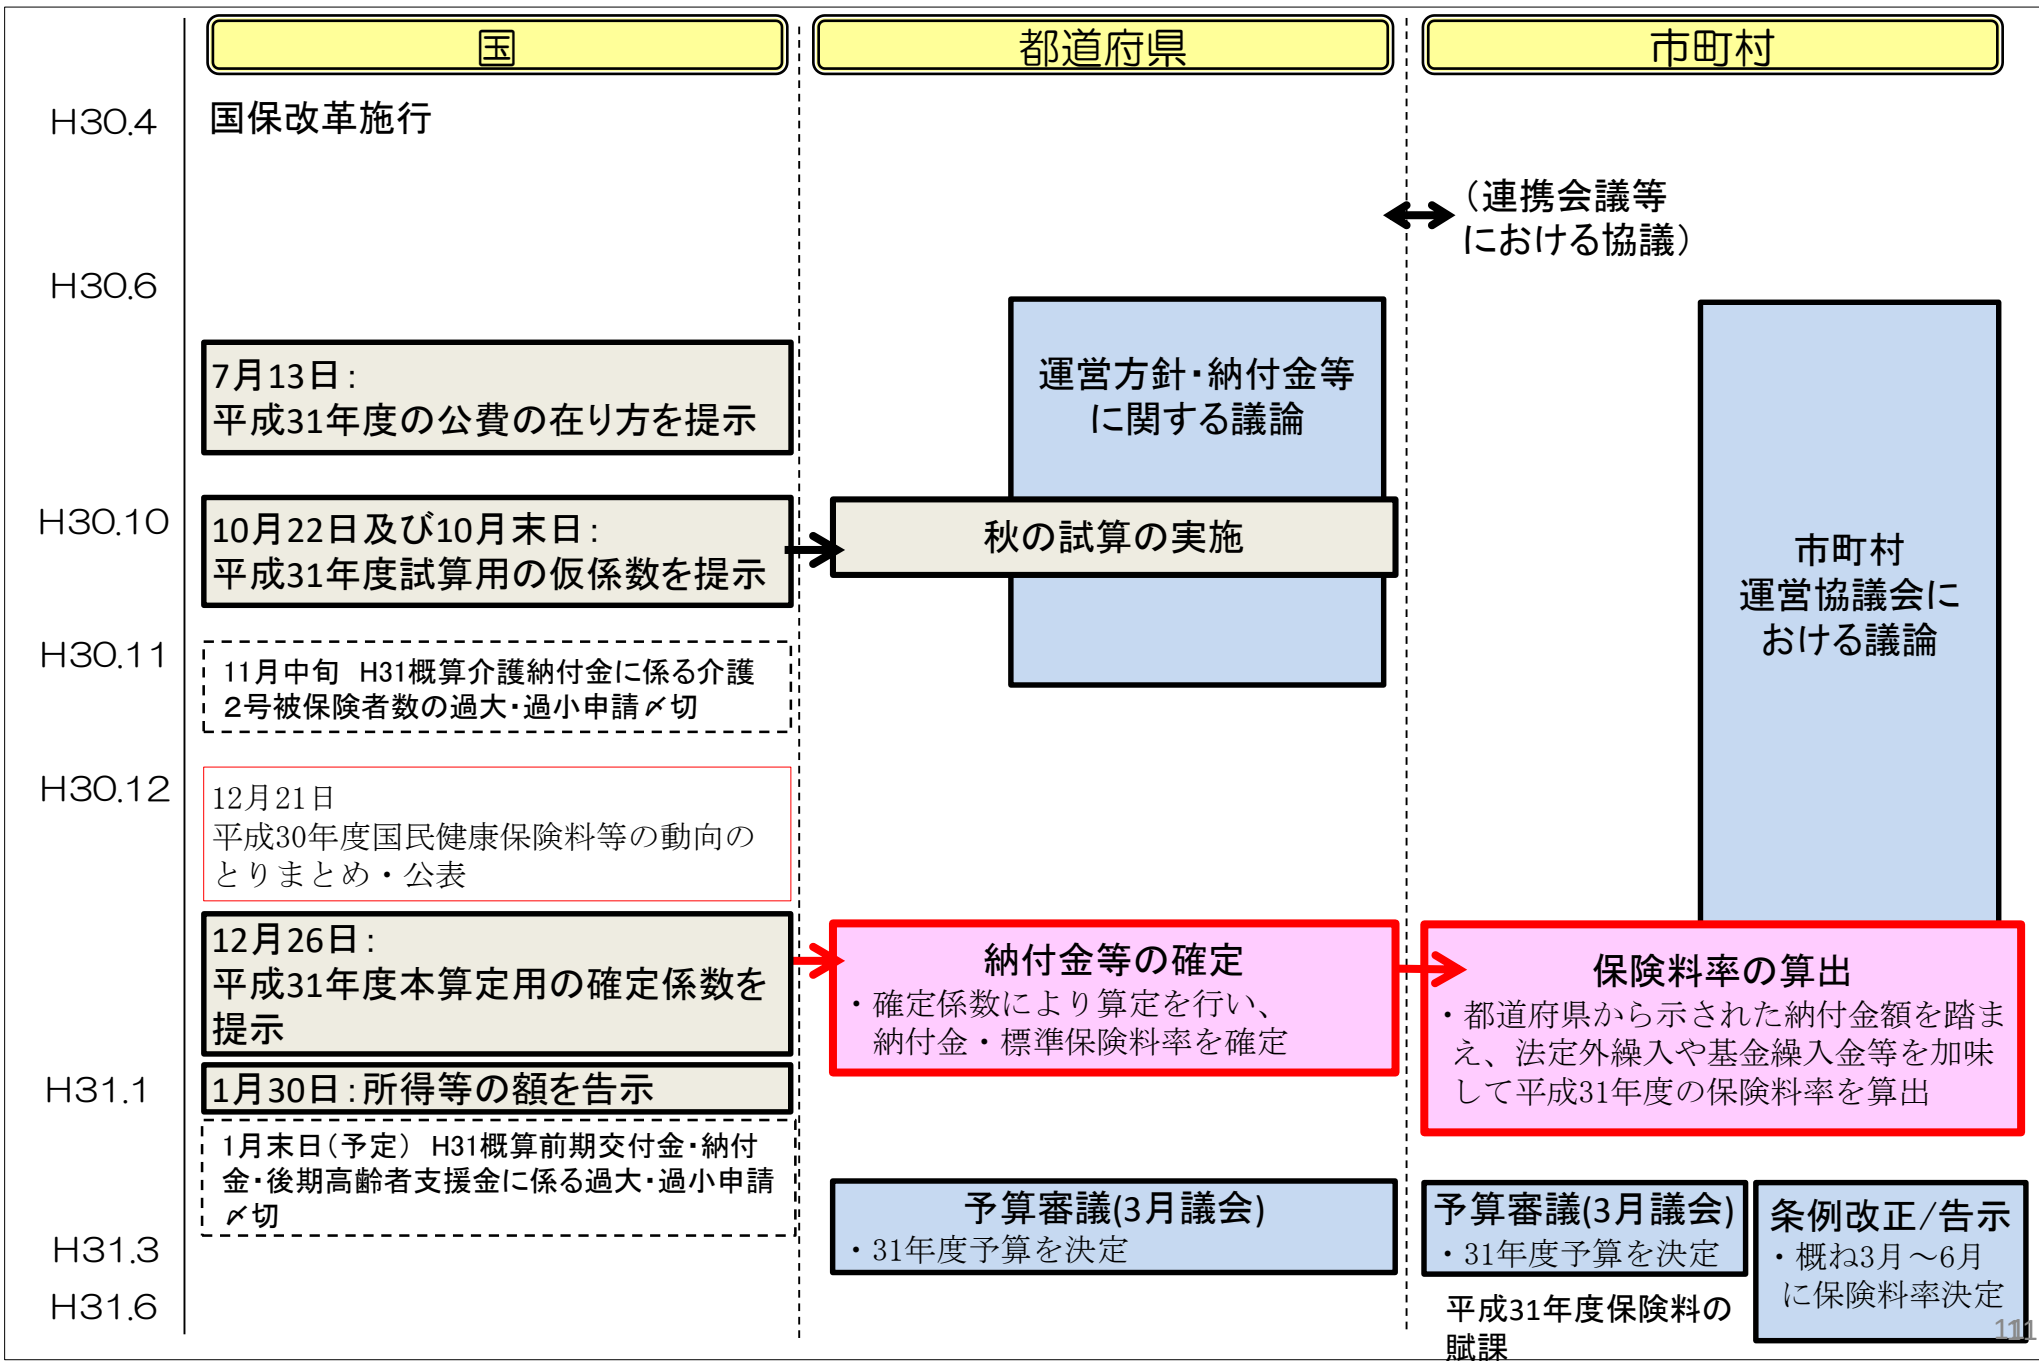 国
都道府県
市町村
H30.4
国保改革施行
（連携会議等
における協議）
H30.6
7月13日：
平成31年度の公費の在り方を提示
運営方針・納付金等
に関する議論
H30.10
10月22日及び10月末日：
平成31年度試算用の仮係数を提示
秋の試算の実施
市町村
運営協議会に
おける議論
H30.11
11月中旬　H31概算介護納付金に係る介護
２号被保険者数の過大・過小申請〆切
H30.12
12月21日
平成30年度国民健康保険料等の動向の
とりまとめ・公表
12月26日：
平成31年度本算定用の確定係数を
提示
納付金等の確定
・確定係数により算定を行い、
納付金・標準保険料率を確定
保険料率の算出
・都道府県から示された納付金額を踏ま
え、法定外繰入や基金繰入金等を加味
して平成31年度の保険料率を算出
H31.1
1月30日：所得等の額を告示
1月末日（予定）　H31概算前期交付金・納付
金・後期高齢者支援金に係る過大・過小申請
〆切
H31.3
予算審議(3月議会)
・31年度予算を決定
予算審議(3月議会)
・31年度予算を決定
条例改正/告示
・概ね3月～6月
に保険料率決定
H31.6
平成31年度保険料の
賦課